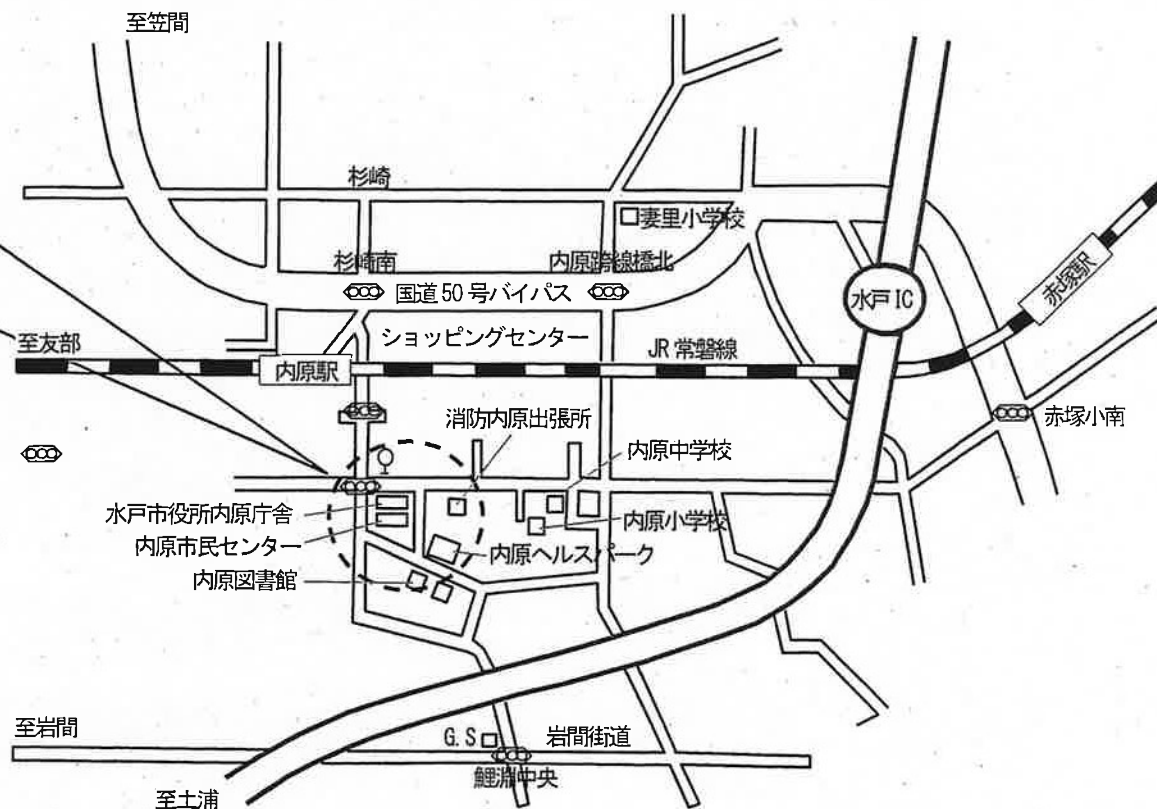 至笠間
杉崎
妻里小学校
杉崎南
内原跨線橋北
国道50号バイパス
水戸IC
赤塚駅
至友部
ショッピングセンター
JR常磐線
内原駅
消防内原出張所
赤塚小南
内原中学校
水戸市役所内原庁舎
内原小学校
内原市民センター
内原ヘルスパーク
内原図書館
至岩間
G.S
岩間街道
鯉淵中央
至土浦